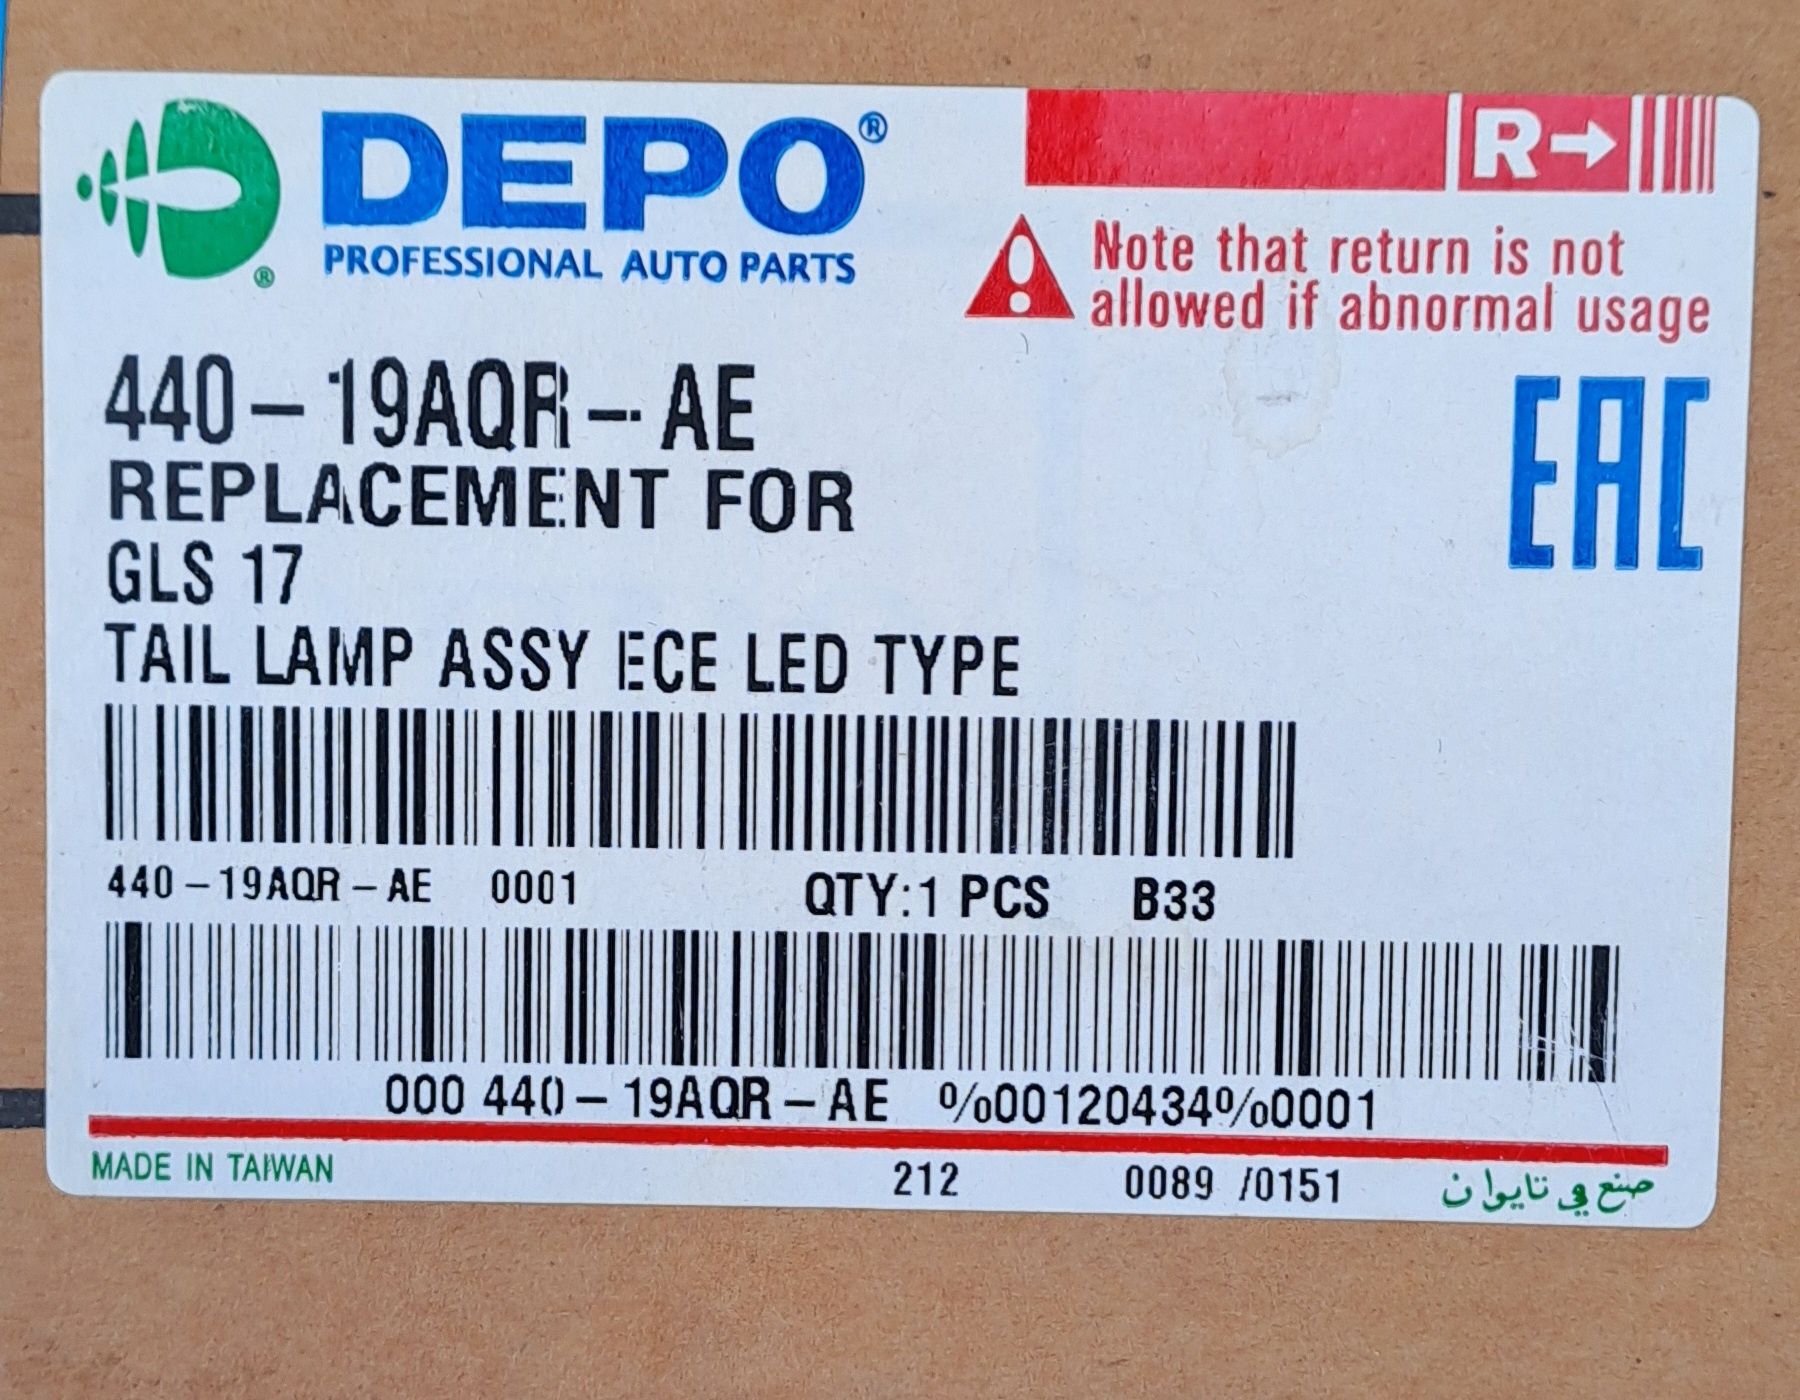 DEPO®
PROFESSIONAL AUTO PARTS
®
R→
Note that return is not
allowed if abnormal usage
EAC
440-19AQR-AE
REPLACEMENT FOR
GLS 17
TAIL LAMP ASSY ECE LED TYPE
440-19AQR-AE 0001 QTY:1 PCS B33
000 440-19AQR-AE %00120434%0001
MADE IN TAIWAN 212 0089 /0151 صنع في تايوان